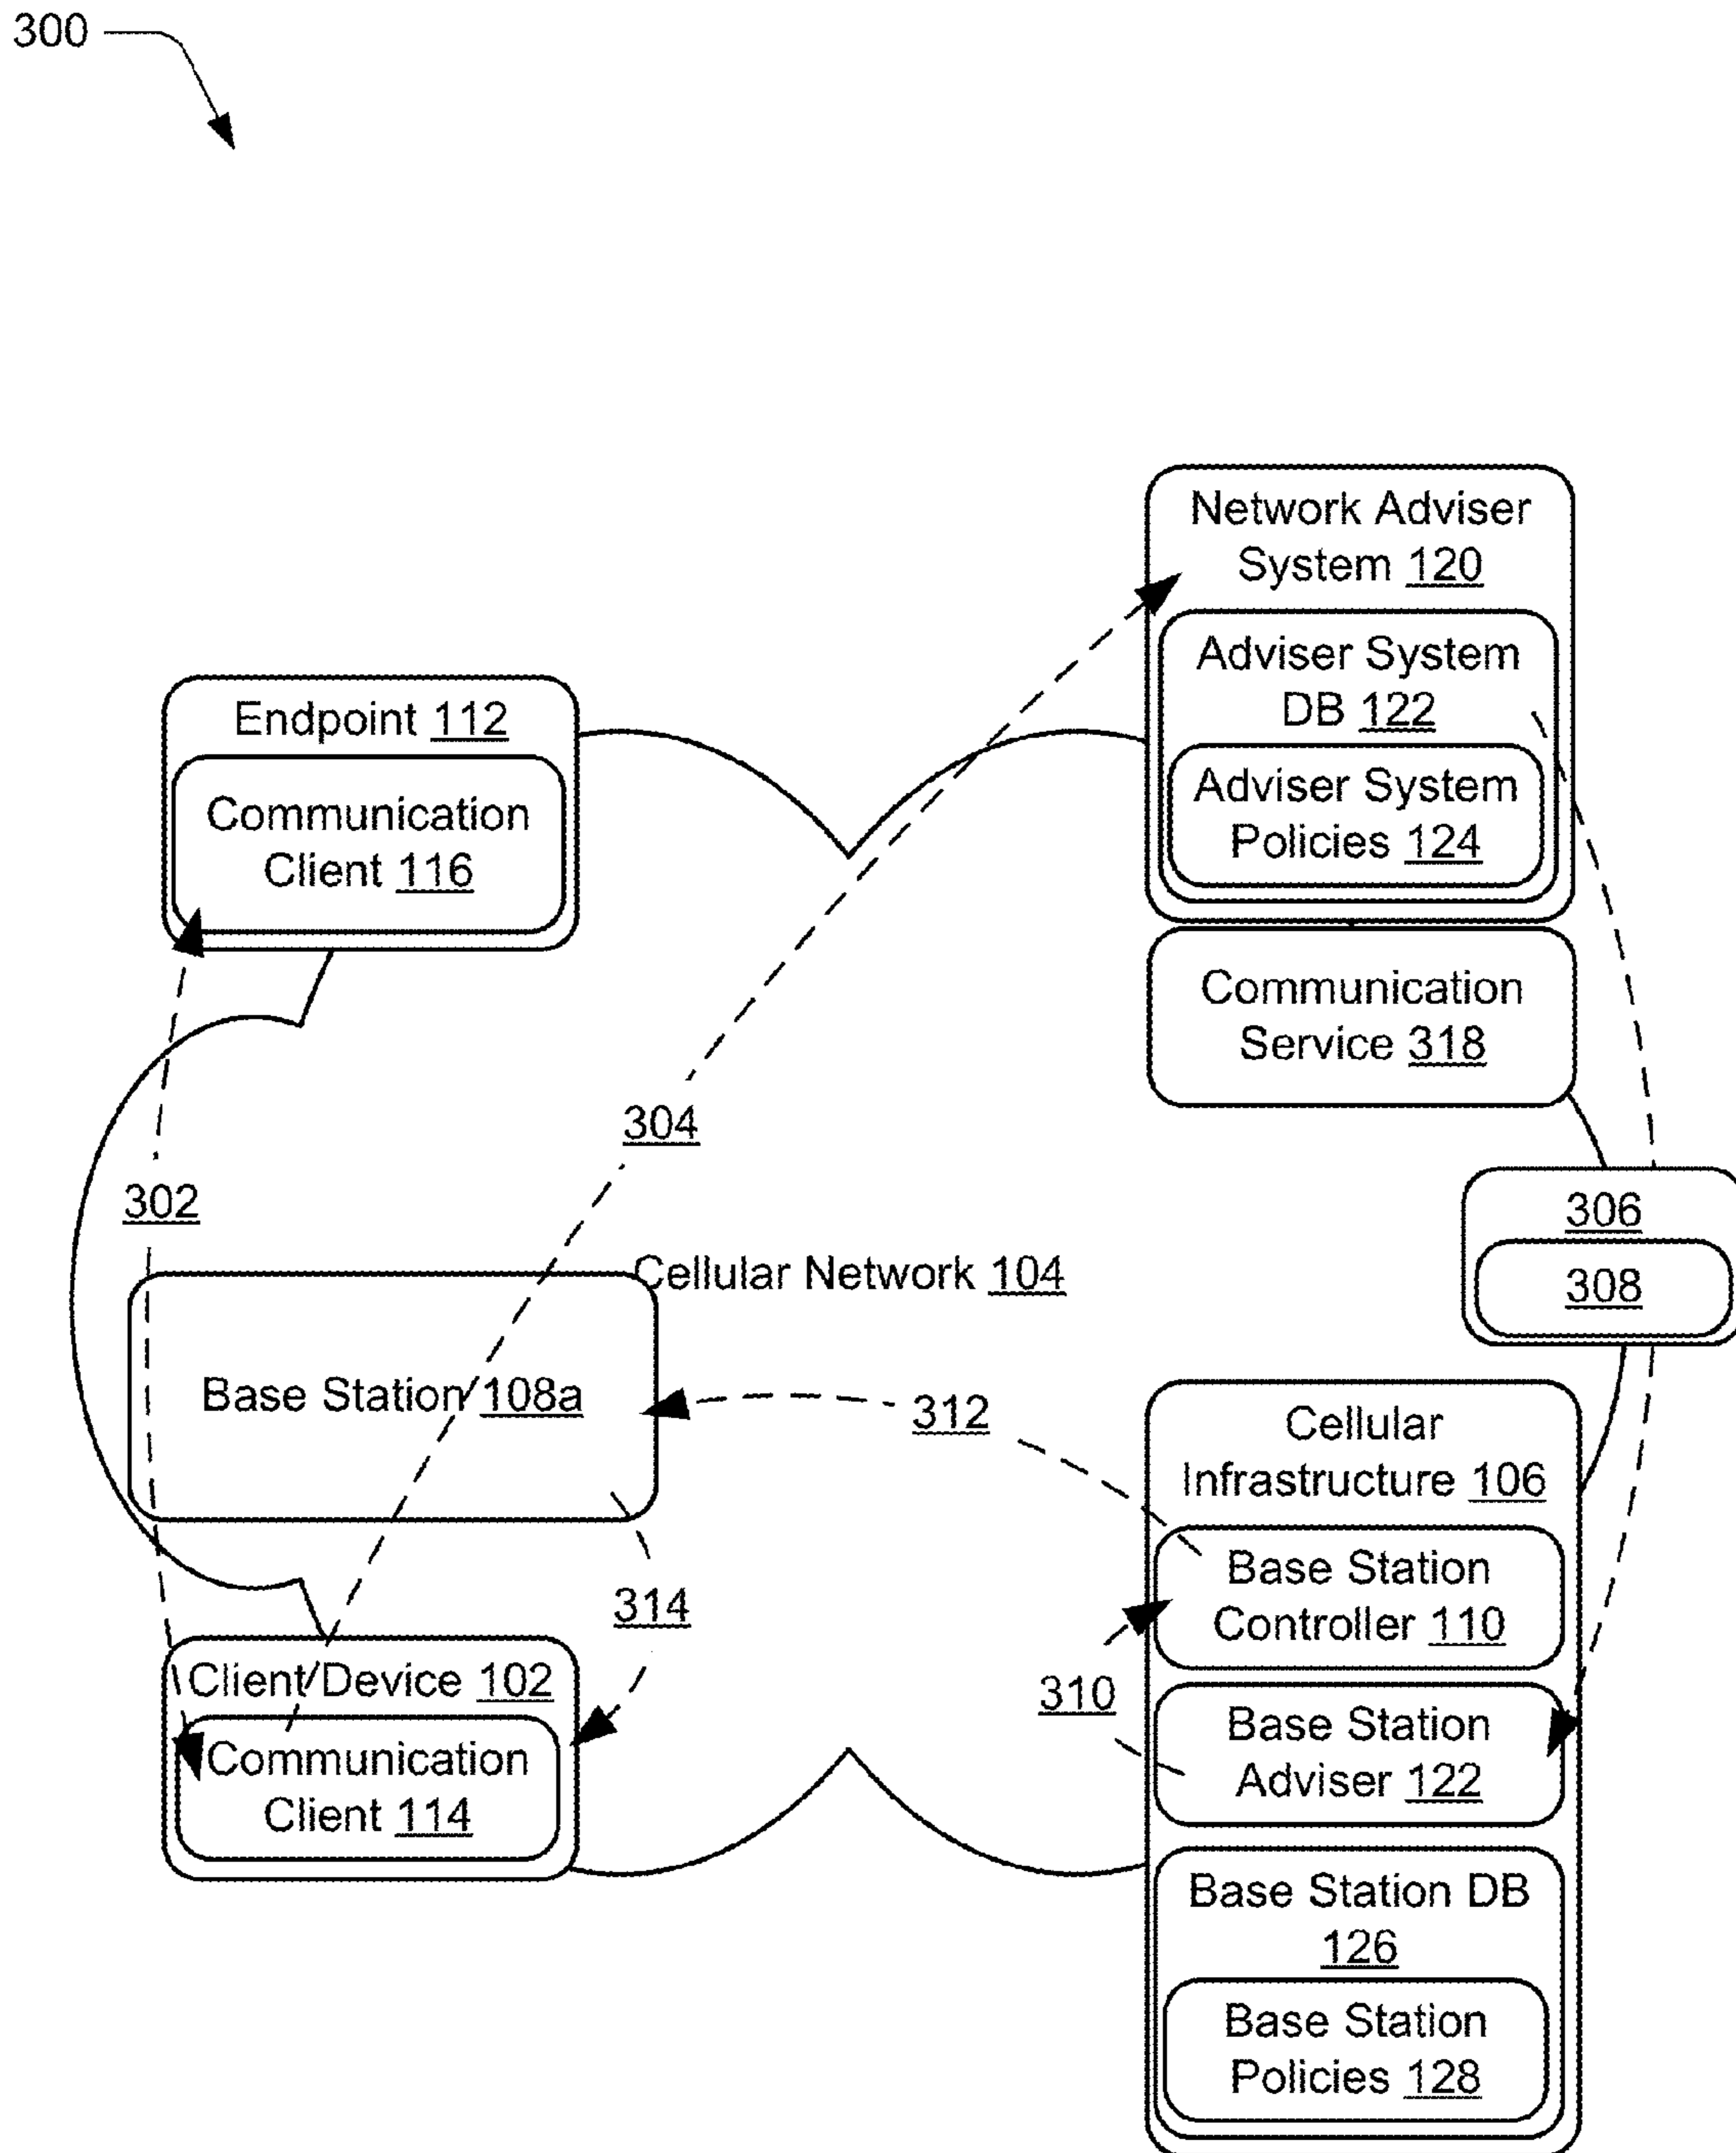 300
Network Adviser
System 120
Adviser System
DB 122
Adviser System
Policies 124
Endpoint 112
Communication
Client 116
Communication
Service 318
304
302
306
308
Cellular Network 104
Base Station 108a
312
Cellular
Infrastructure 106
Base Station
Controller 110
314
310
Client Device 102
Communication
Client 114
Base Station
Adviser 122
Base Station DB
126
Base Station
Policies 128